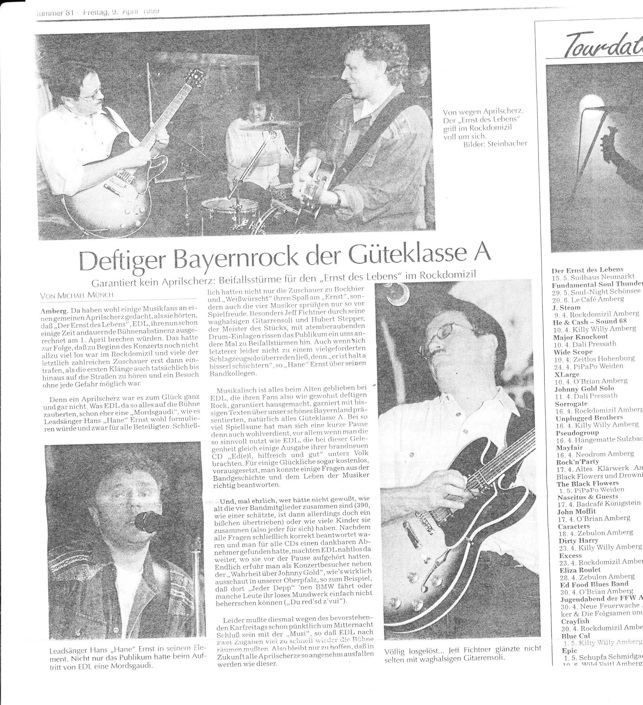 ummer 81 · Freitag, 9. April 1999
Von wegen Aprilscherz.
Der „Ernst des Lebens"
griff im Rockdomizil
voll um sich.
Bilder: Steinbacher
Deftiger Bayernrock der Güteklasse A
Garantiert kein Aprilscherz: Beifallsstürme für den „Ernst des Lebens" im Rockdomizil
VON MICHAEL MÜNCH
Amberg. Da haben wohl einige Musikfans an ei-
nen gemeinen Aprilscherz gedacht, als sie hörten,
daß „Der Ernst des Lebens", EDL, ihre nun schon
einige Zeit andauernde Bühnenabstinenz ausge-
rechnet am 1. April brechen würden. Das hatte
zur Folge, daß zu Beginn des Konzerts noch nicht
allzu viel los war im Rockdomizil und viele der
letztlich zahlreichen Zuschauer erst dann ein-
trafen, als die ersten Klänge auch tatsächlich bis
hinaus auf die Straßen zu hören und ein Besuch
ohne jede Gefahr möglich war.
Denn ein Aprilscherz war es zum Glück ganz
und gar nicht. Was EDL da so alles auf die Bühne
zauberten, schon eher eine „Mordsgaudi", wie es
Leadsänger Hans „Hane" Ernst wohl formulie-
ren würde und zwar für alle Beteiligten. Schließ-
lich hatten nicht nur die Zuschauer zu Rockbier
und „Weißwürscht" ihren Spaß am „Ernst", son-
dern auch die vier Musiker sprühten nur so vor
Spielfreude. Besonders Jeff Fichtner durch seine
waghalsigen Gitarrensoli und Hubert Stepper,
der Meister des Stücks, mit atemberaubenden
Drum-Einlagen rissen das Publikum ein ums an-
dere Mal zu Beifallstürmen hin. Auch wenn sich
letzterer leider nicht zu einem vielgeforderten
Schlagzeugsolo überreden ließ, denn „er ist halt a
bissel schüchtern", so „Hane" Ernst über seinen
Bandkollegen.
Musikalisch ist alles beim Alten geblieben bei
EDL, die ihren Fans also wie gewohnt deftigen
Rock, garantiert hausgemacht, garniert mit bis-
sigen Texten über unser schönes Bayernland prä-
sentierten, natürlich alles Güteklasse A. Bei so
viel Spiellaune hat man sich eine kurze Pause
denn auch wohlverdient, vor allem wenn man die
so sinnvoll nutzt wie EDL, die bei dieser Gele-
genheit gleich einige Ausgabe ihrer brandneuen
CD „Ed(e)l, hilfreich und gut" unters Volk
brachten. Für einige Glückliche sogar kostenlos,
vorausgesetzt, man konnte einige Fragen aus der
Bandgeschichte und dem Leben der Musiker
richtig beantworten.
Und, mal ehrlich, wer hätte nicht gewußt, wie
alt die vier Bandmitglieder zusammen sind (390,
wie einer schätzte, ist dann allerdings doch ein
bißchen übertrieben) oder wie viele Kinder sie
zusammen (also jeder für sich) haben. Nachdem
alle Fragen schließlich korrekt beantwortet wa-
ren und man für alle CDs einen dankbaren Ab-
nehmer gefunden hatte, machten EDL nahtlos da
weiter, wo sie vor der Pause aufgehört hatten.
Endlich erfuhr man als Konzertbesucher neben
der „Wahrheit über Johnny Gold", wie's wirklich
ausschaut in unserer Oberpfalz, so zum Beispiel,
daß dort „Jeder Depp" 'nen BMW fährt oder
manche Leute ihr loses Mundwerk einfach nicht
beherrschen können („Du red'sd z'vui").
Leider mußte diesmal wegen des bevorstehen-
den Karfreitags schon pünktlich um Mitternacht
Schluß sein mit der „Musi", so daß EDL nach
zwei Zugaben viel zu schnell wieder die Bühne
räumen mußten. Also bleibt nur zu hoffen, daß in
Zukunft alle Aprilscherze so angenehm ausfallen
werden wie dieser.
Leadsänger Hans „Hane" Ernst in seinem Ele-
ment. Nicht nur das Publikum hatte beim Auf-
tritt von EDL eine Mordsgaudi.
Völlig losgelöst... Jeff Fichtner glänzte nicht
selten mit waghalsigen Gitarrensoli.
Tourdat
Der Ernst des Lebens
15. 5. Sudhaus Neumarkt
Fundamental Soul Thunder
29. 5. Soul-Night Schönsee
20. 6. Le Café Amberg
J. Steam
9. 4. Rockdomizil Amberg
He & Cash – Sound 68
10. 4. Killy Willy Amberg
Major Knockout
10. 4. Dali Pressath
Wide Scope
10. 4. Zeitlos Hohenburg
24. 4. PiPaPo Weiden
XLarge
10. 4. O'Brian Amberg
Johnny Gold Solo
11. 4. Dali Pressath
Sorrogate
16. 4. Rockdomizil Amberg
Unplugged Brothers
16. 4. Killy Willy Amberg
Pseudogroup
16. 4. Hängematte Sulzbac
Mayfair
16. 4. Neodrom Amberg
Rock'n'Party
17. 4. Altes Klärwerk Am
Black Flowers und Drowni
The Black Flowers
1. 5. PiPaPo Weiden
Nascitus & Guests
17. 4. Badcafé Königstein
John Moffit
17. 4. O'Brian Amberg
Caracters
18. 4. Zebulon Amberg
Dirty Harry
23. 4. Killy Willy Amberg
Excess
23. 4. Rockdomizil Amber
Eliza Roulet
28. 4. Zebulon Amberg
Ed Food Blues Band
30. 4. O'Brian Amberg
Jugendabend der FFW A
30. 4. Neue Feuerwache
ker & Die Folgsamen und
Crayfish
30. 4. Rockdomizil Amberg
Blue Cul
1. 5. Killy Willy Amberg
Epic
1. 5. Schupfa Schmidgad